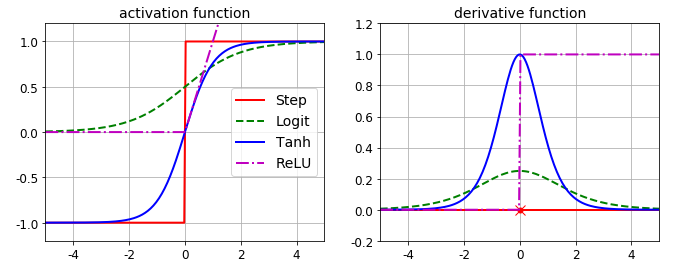 activation function
1.0
0.5
0.0
-0.5
-1.0
-4 -2 0 2 4
Step
Logit
Tanh
ReLU
derivative function
1.2
1.0
0.8
0.6
0.4
0.2
0.0
-0.2
-4 -2 0 2 4